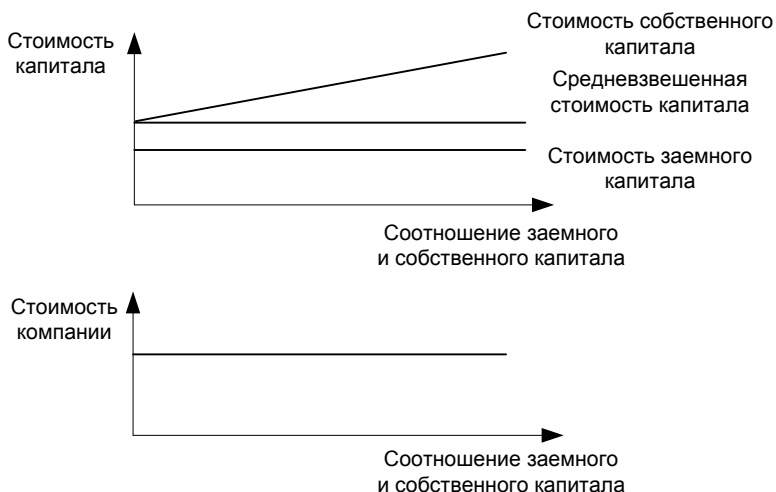 Стоимость
капитала
Стоимость собственного
капитала
Средневзвешенная
стоимость капитала
Стоимость заемного
капитала
Соотношение заемного
и собственного капитала
Стоимость
компании
Соотношение заемного
и собственного капитала